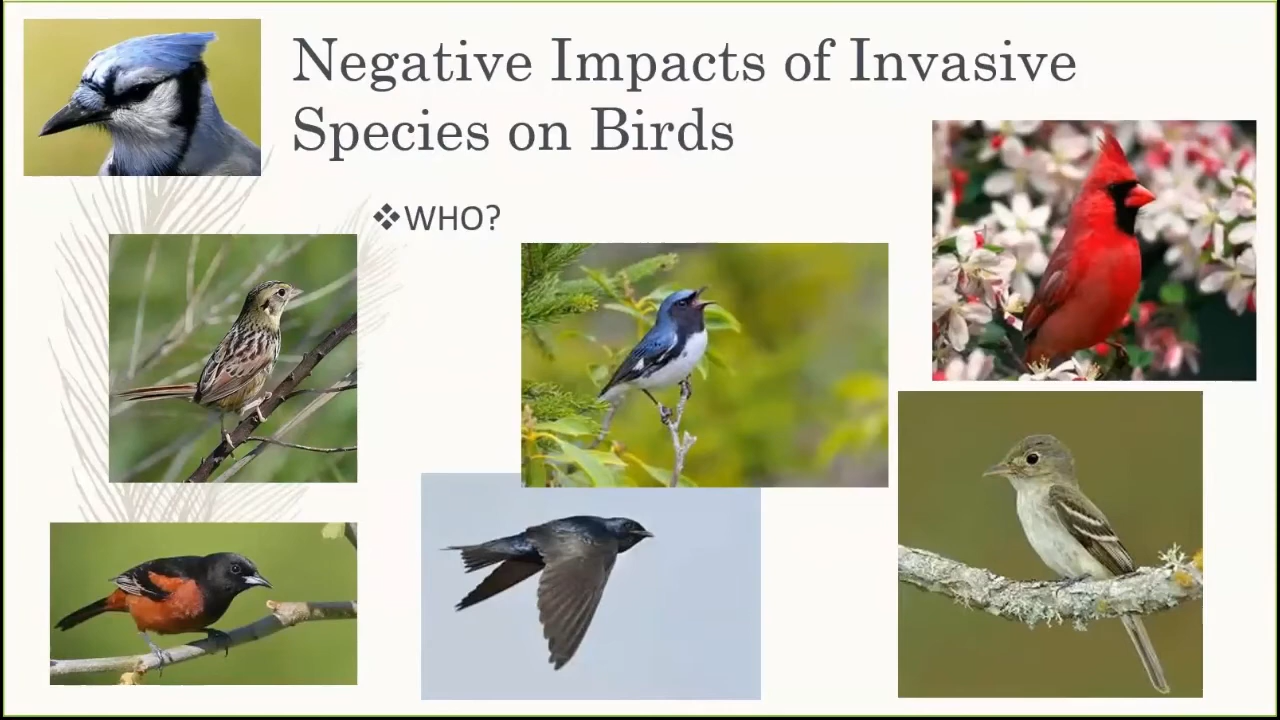 Negative Impacts of Invasive
Species on Birds
❖WHO?